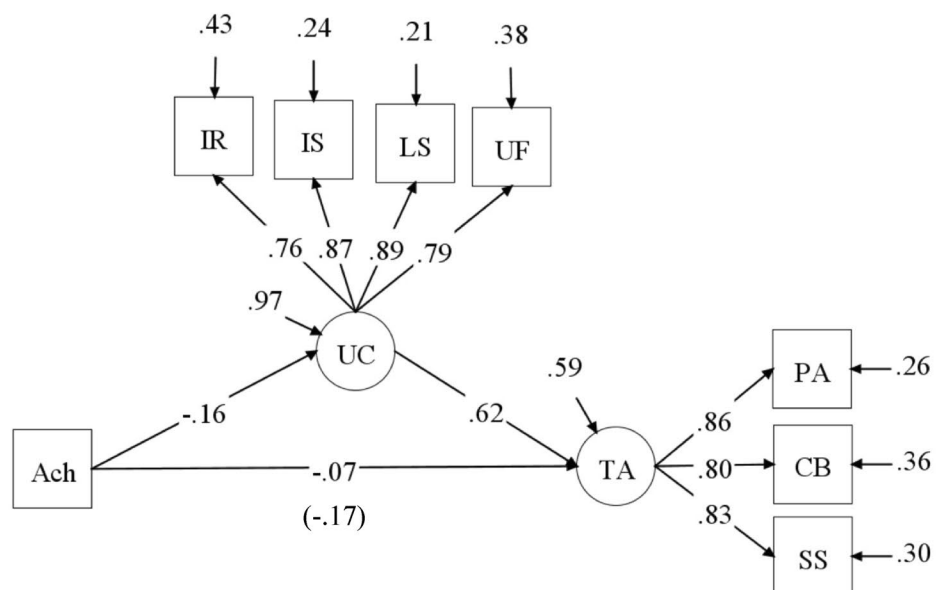 .43 .24 .21 .38
IR IS LS UF
.76 .87 .89 .79
.97
UC
.59
PA .26
-.16 .62 .86
Ach -.07 TA .80 CB .36
(-.17)
.83
SS .30